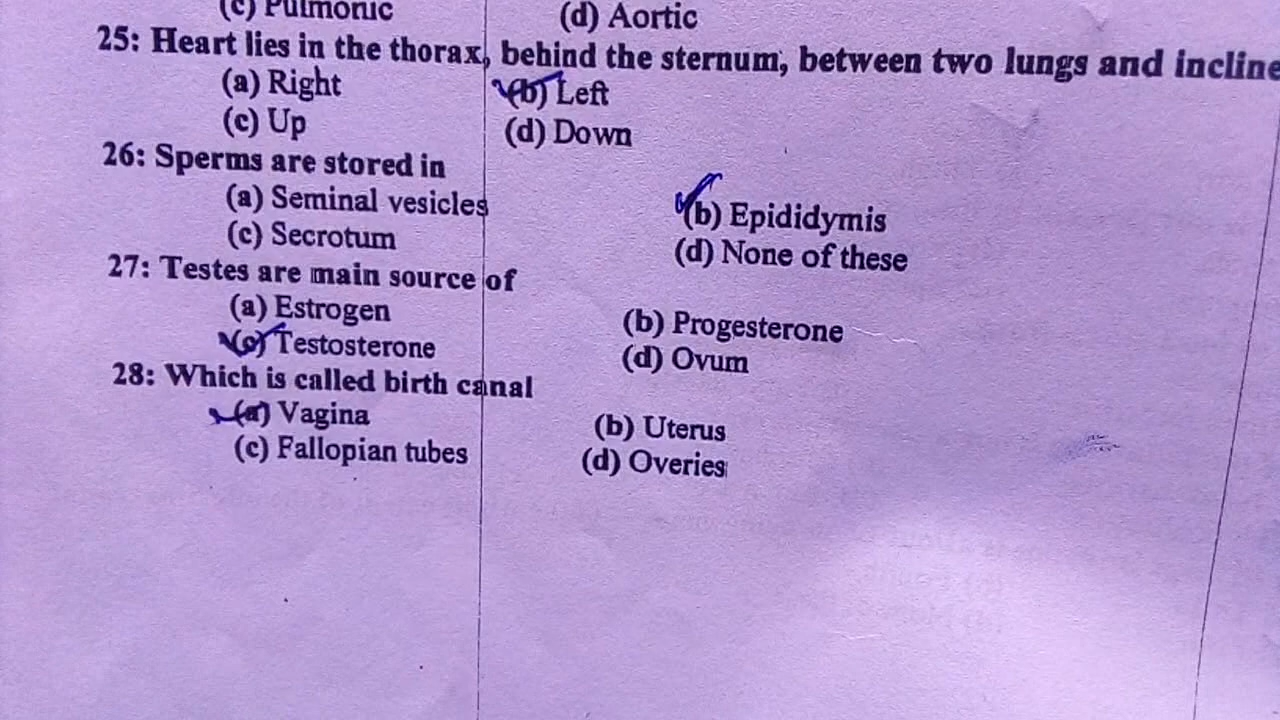 (c) Pulmonic (d) Aortic
25: Heart lies in the thorax, behind the sternum, between two lungs and incline
(a) Right (b) Left
(c) Up (d) Down
26: Sperms are stored in
(a) Seminal vesicles (b) Epididymis
(c) Secrotum (d) None of these
27: Testes are main source of
(a) Estrogen (b) Progesterone
(c) Testosterone (d) Ovum
28: Which is called birth canal
(a) Vagina (b) Uterus
(c) Fallopian tubes (d) Overies